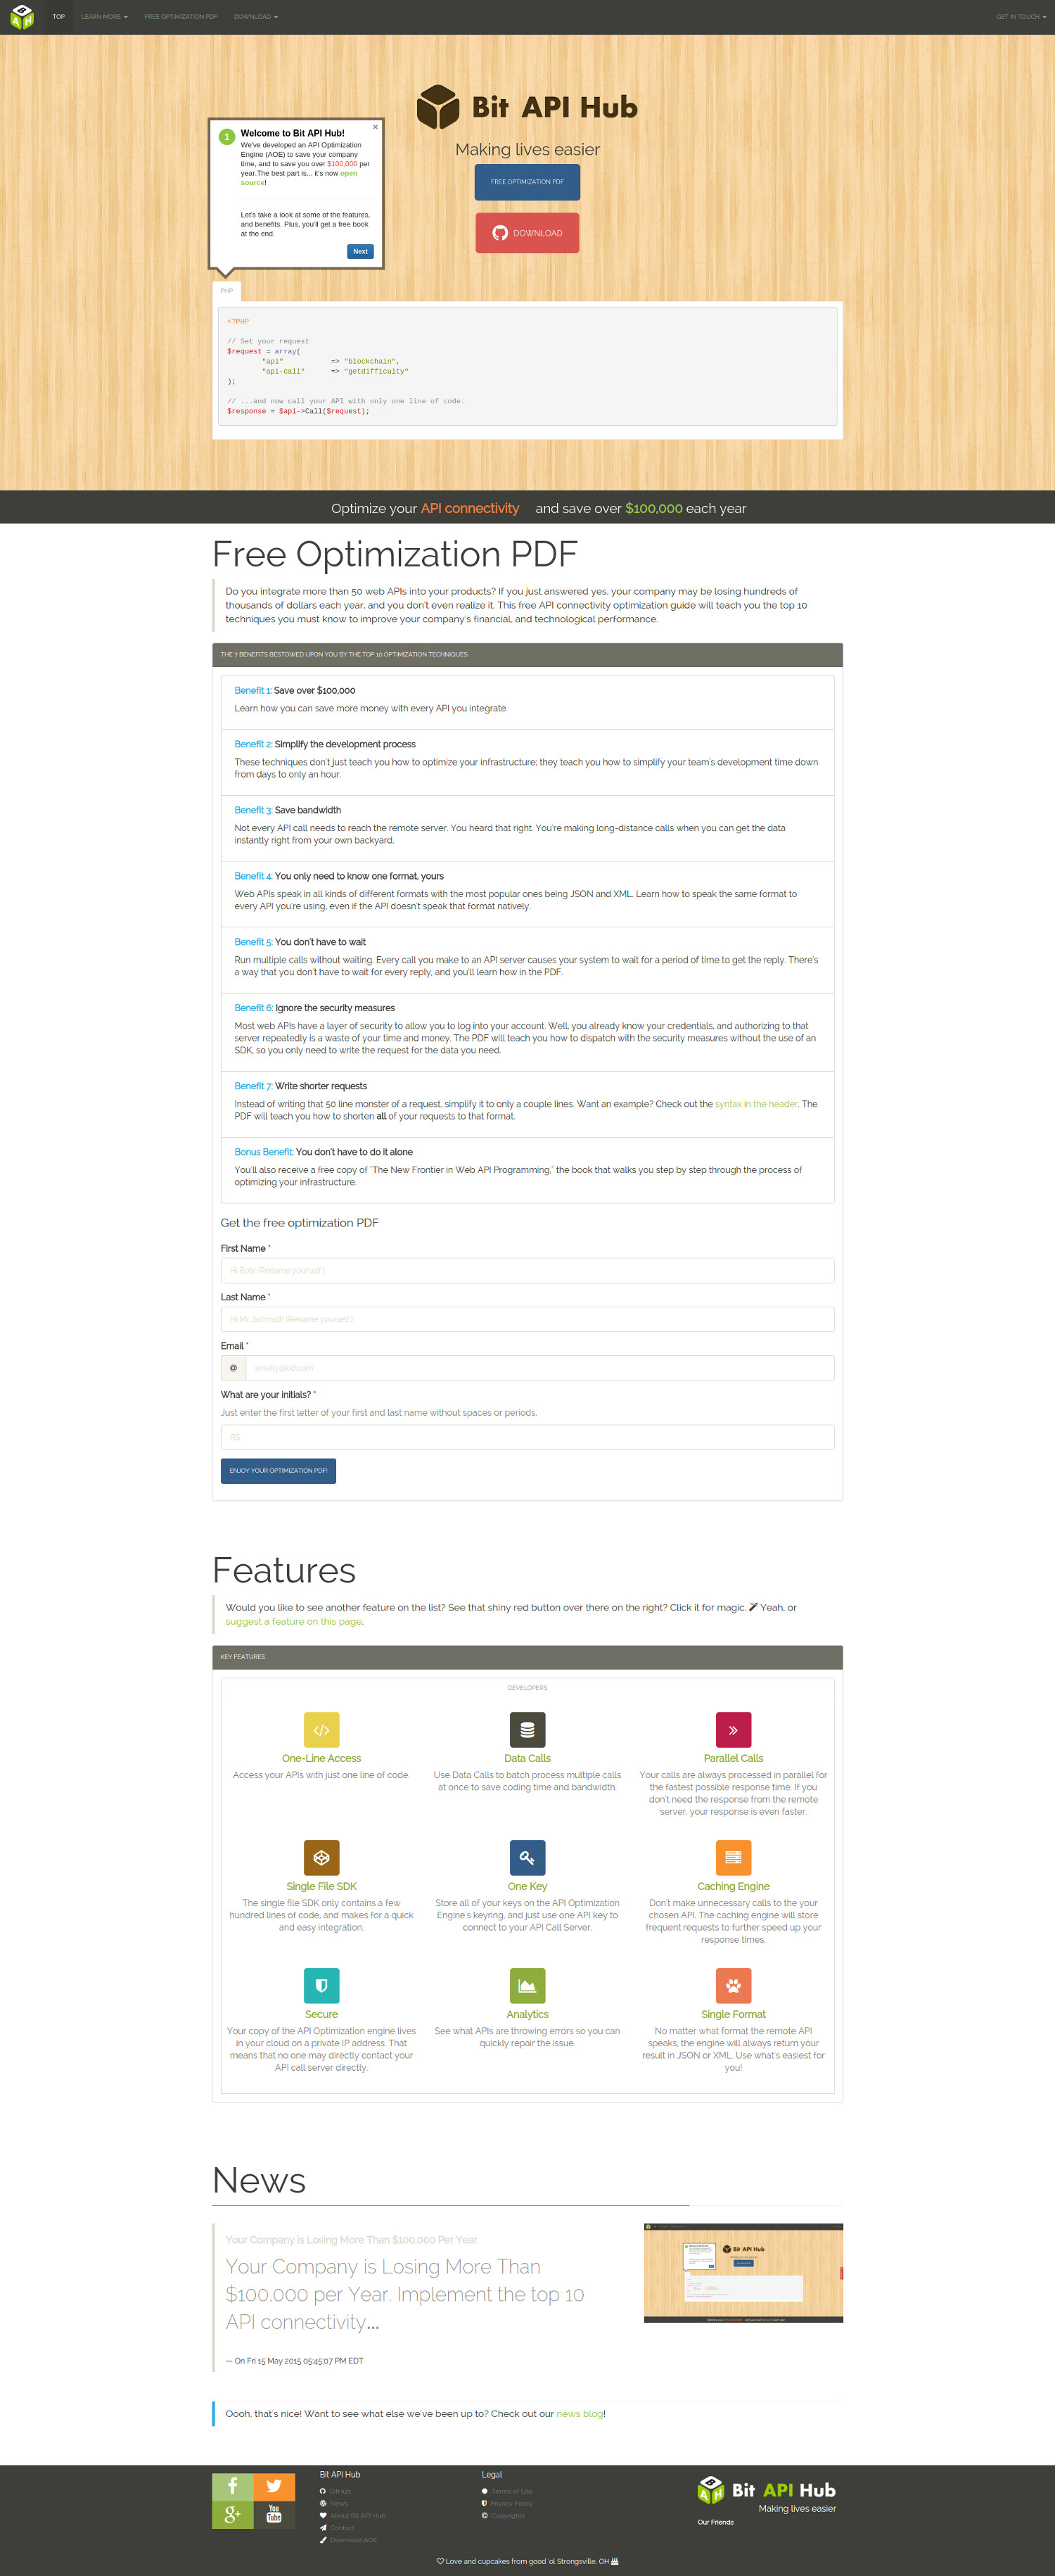 TOP LEARN MORE FREE OPTIMIZATION PDF DOWNLOAD GET IN TOUCH
Bit API Hub
Making lives easier
FREE OPTIMIZATION PDF
DOWNLOAD
1 Welcome to Bit API Hub! ×
We've developed an API Optimization
Engine (AOE) to save your company
time, and to save you over $100,000 per
year.The best part is... it's now open
source!
Let's take a look at some of the features,
and benefits. Plus, you'll get a free book
at the end.
Next
PHP
<?PHP
// Set your request
$request = array(
"api" => "blockchain",
"api-call" => "getdifficulty"
);
// ...and now call your API with only one line of code.
$response = $api->Call($request);
Optimize your API connectivity and save over $100,000 each year
Free Optimization PDF
Do you integrate more than 50 web APIs into your products? If you just answered yes, your company may be losing hundreds of
thousands of dollars each year, and you don't even realize it. This free API connectivity optimization guide will teach you the top 10
techniques you must know to improve your company's financial, and technological performance.
THE 7 BENEFITS BESTOWED UPON YOU BY THE TOP 10 OPTIMIZATION TECHNIQUES
Benefit 1: Save over $100,000
Learn how you can save more money with every API you integrate.
Benefit 2: Simplify the development process
These techniques don't just teach you how to optimize your infrastructure; they teach you how to simplify your team's development time down
from days to only an hour.
Benefit 3: Save bandwidth
Not every API call needs to reach the remote server. You heard that right. You're making long-distance calls when you can get the data
instantly right from your own backyard.
Benefit 4: You only need to know one format, yours
Web APIs speak in all kinds of different formats with the most popular ones being JSON and XML. Learn how to speak the same format to
every API you're using, even if the API doesn't speak that format natively.
Benefit 5: You don't have to wait
Run multiple calls without waiting. Every call you make to an API server causes your system to wait for a period of time to get the reply. There's
a way that you don't have to wait for every reply, and you'll learn how in the PDF.
Benefit 6: Ignore the security measures
Most web APIs have a layer of security to allow you to log into your account. Well, you already know your credentials, and authorizing to that
server repeatedly is a waste of your time and money. The PDF will teach you how to dispatch with the security measures without the use of an
SDK, so you only need to write the request for the data you need.
Benefit 7: Write shorter requests
Instead of writing that 50 line monster of a request, simplify it to only a couple lines. Want an example? Check out the syntax in the header. The
PDF will teach you how to shorten all of your requests to that format.
Bonus Benefit: You don't have to do it alone
You'll also receive a free copy of "The New Frontier in Web API Programming," the book that walks you step by step through the process of
optimizing your infrastructure.
Get the free optimization PDF
First Name *
Hi Bob! (Rename yourself.)
Last Name *
Hi Mr. Schmidt! (Rename yourself.)
Email *
@ smelly@kid.com
What are your initials? *
Just enter the first letter of your first and last name without spaces or periods.
BS
ENJOY YOUR OPTIMIZATION PDF!
Features
Would you like to see another feature on the list? See that shiny red button over there on the right? Click it for magic. Yeah, or
suggest a feature on this page.
KEY FEATURES
DEVELOPERS
One-Line Access
Access your APIs with just one line of code.
Data Calls
Use Data Calls to batch process multiple calls
at once to save coding time and bandwidth.
Parallel Calls
Your calls are always processed in parallel for
the fastest possible response time. If you
don't need the response from the remote
server, your response is even faster.
Single File SDK
The single file SDK only contains a few
hundred lines of code, and makes for a quick
and easy integration.
One Key
Store all of your keys on the API Optimization
Engine's keyring, and just use one API key to
connect to your API Call Server.
Caching Engine
Don't make unnecessary calls to the your
chosen API. The caching engine will store
frequent requests to further speed up your
response times.
Secure
Your copy of the API Optimization engine lives
in your cloud on a private IP address. That
means that no one may directly contact your
API call server directly.
Analytics
See what APIs are throwing errors so you can
quickly repair the issue.
Single Format
No matter what format the remote API
speaks, the engine will always return your
result in JSON or XML. Use what's easiest for
you!
News
Your Company is Losing More Than $100,000 Per Year
Your Company is Losing More Than
$100,000 per Year. Implement the top 10
API connectivity...
— On Fri 15 May 2015 05:45:07 PM EDT
Bit API Hub
Oooh, that's nice! Want to see what else we've been up to? Check out our news blog!
Bit API Hub
GitHub
News
About Bit API Hub
Contact
Download AOE
Legal
Terms of Use
Privacy Policy
Copyrights
Bit API Hub
Making lives easier
Our Friends
Love and cupcakes from good 'ol Strongsville, OH